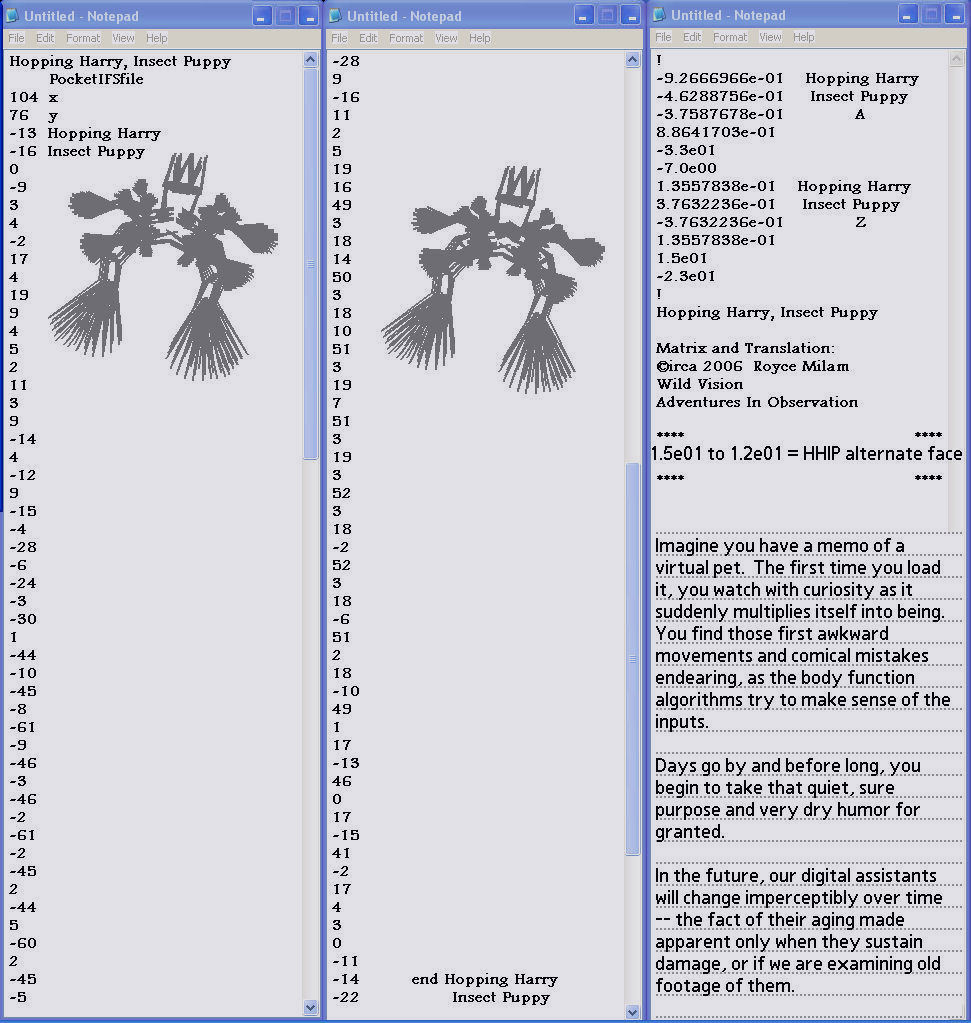 Untitled - Notepad
File Edit Format View Help
!
Hopping Harry, Insect Puppy
PocketIFSfile
104 x
76 y
-13 Hopping Harry
-16 Insect Puppy
0
-9
3
4
-2
17
4
19
9
4
5
2
11
3
9
-14
4
-12
9
-15
-4
-28
-6
-24
-3
-30
1
-44
-10
-45
-8
-61
-9
-46
-3
-46
-2
-61
-2
-45
2
-44
5
-60
2
-45
-5
Untitled - Notepad
File Edit Format View Help
-28
9
-16
11
2
5
19
16
49
3
18
14
50
3
18
10
51
3
19
7
51
3
19
3
52
3
18
-2
52
3
18
-6
51
2
18
-10
49
1
17
-13
46
0
17
-15
41
-2
17
4
3
0
-11
-14 end Hopping Harry
-22 Insect Puppy
Untitled - Notepad
File Edit Format View Help
!
-9.2666966e-01 Hopping Harry
-4.6288756e-01 Insect Puppy
-3.7587678e-01 A
8.8641703e-01
-3.3e01
-7.0e00
1.3557838e-01 Hopping Harry
3.7632236e-01 Insect Puppy
-3.7632236e-01 Z
1.3557838e-01
1.5e01
-2.3e01
!
Hopping Harry, Insect Puppy
Matrix and Translation:
©irca 2006 Royce Milam
Wild Vision
Adventures In Observation
**** ****
1.5e01 to 1.2e01 = HHIP alternate face
**** ****
Imagine you have a memo of a
virtual pet. The first time you load
it, you watch with curiosity as it
suddenly multiplies itself into being.
You find those first awkward
movements and comical mistakes
endearing, as the body function
algorithms try to make sense of the
inputs.
Days go by and before long, you
begin to take that quiet, sure
purpose and very dry humor for
granted.
In the future, our digital assistants
will change imperceptibly over time
-- the fact of their aging made
apparent only when they sustain
damage, or if we are examining old
footage of them.